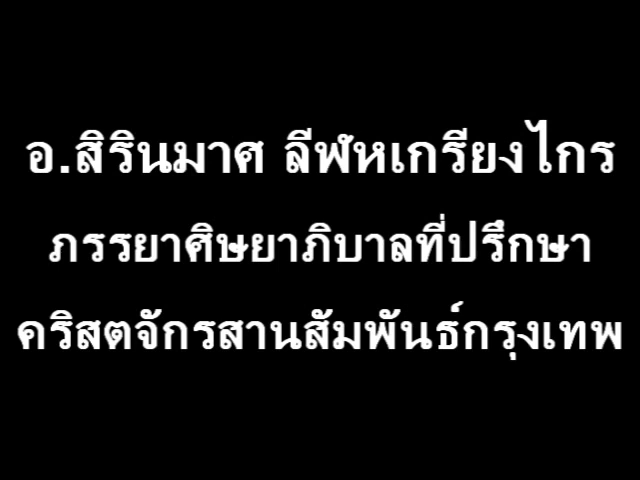 อ.สิรินมาศ ลีฬหเกรียงไกร
ภรรยาศิษยาภิบาลที่ปรึกษา
คริสตจักรสานสัมพันธ์กรุงเทพ